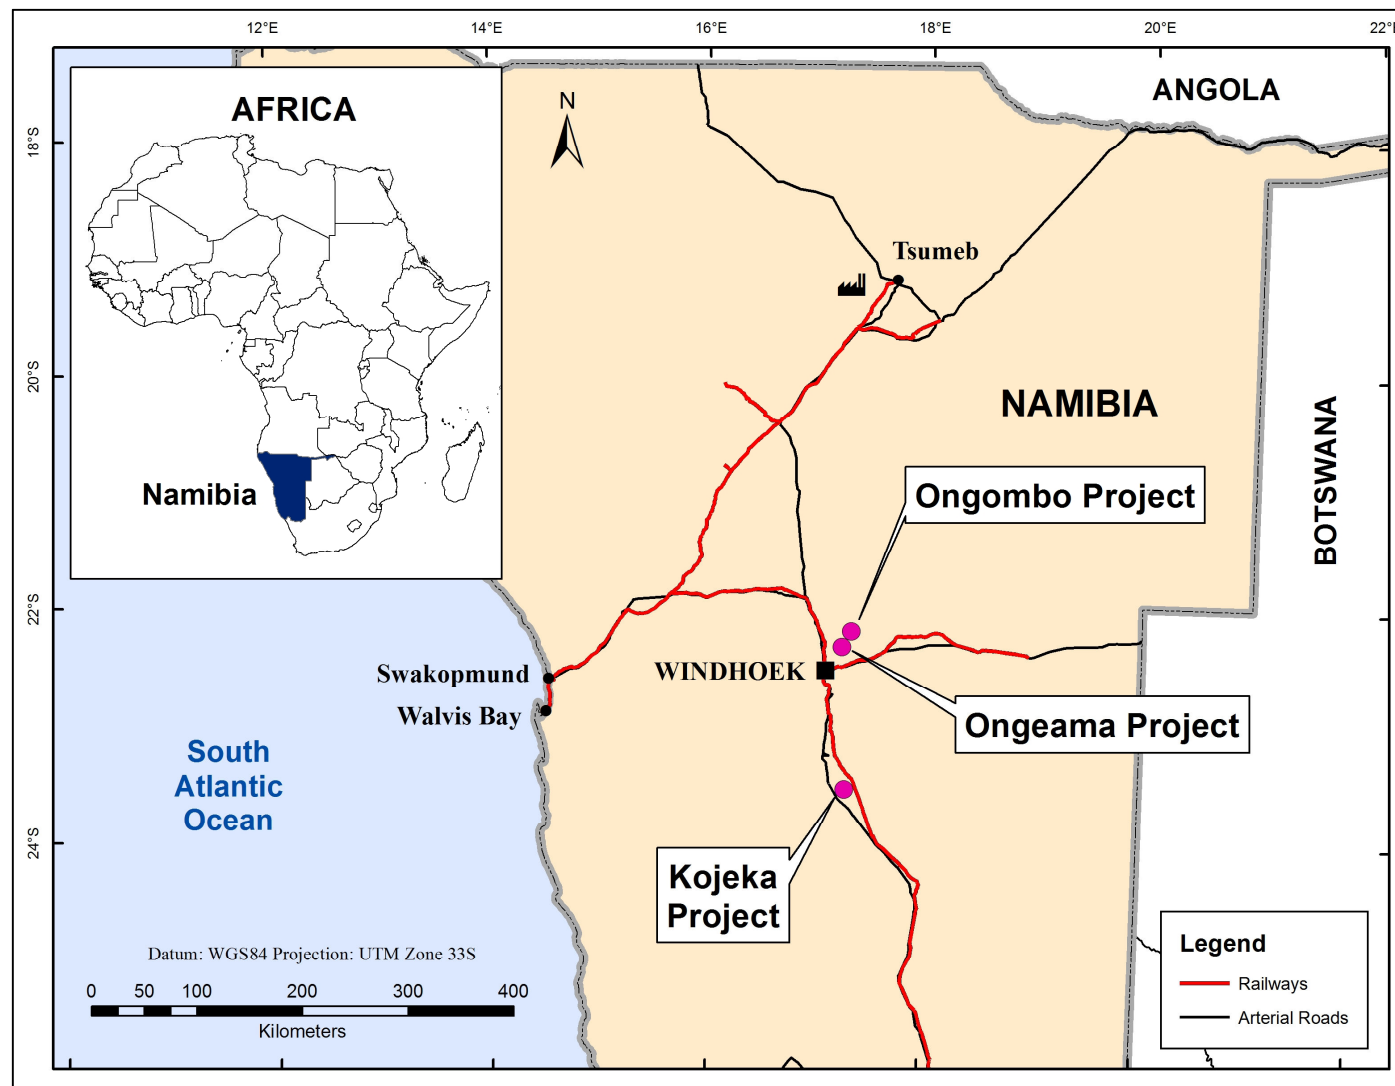 12°E
14°E
16°E
18°E
20°E
22°E
AFRICA
N
ANGOLA
18°S
Tsumeb
20°S
NAMIBIA
BOTSWANA
Namibia
Ongombo Project
22°S
Swakopmund
WINDHOEK
Walvis Bay
Ongeama Project
South
Atlantic
Ocean
24°S
Kojeka
Project
Datum: WGS84 Projection: UTM Zone 33S
0 50 100 200 300 400
Kilometers
Legend
Railways
Arterial Roads